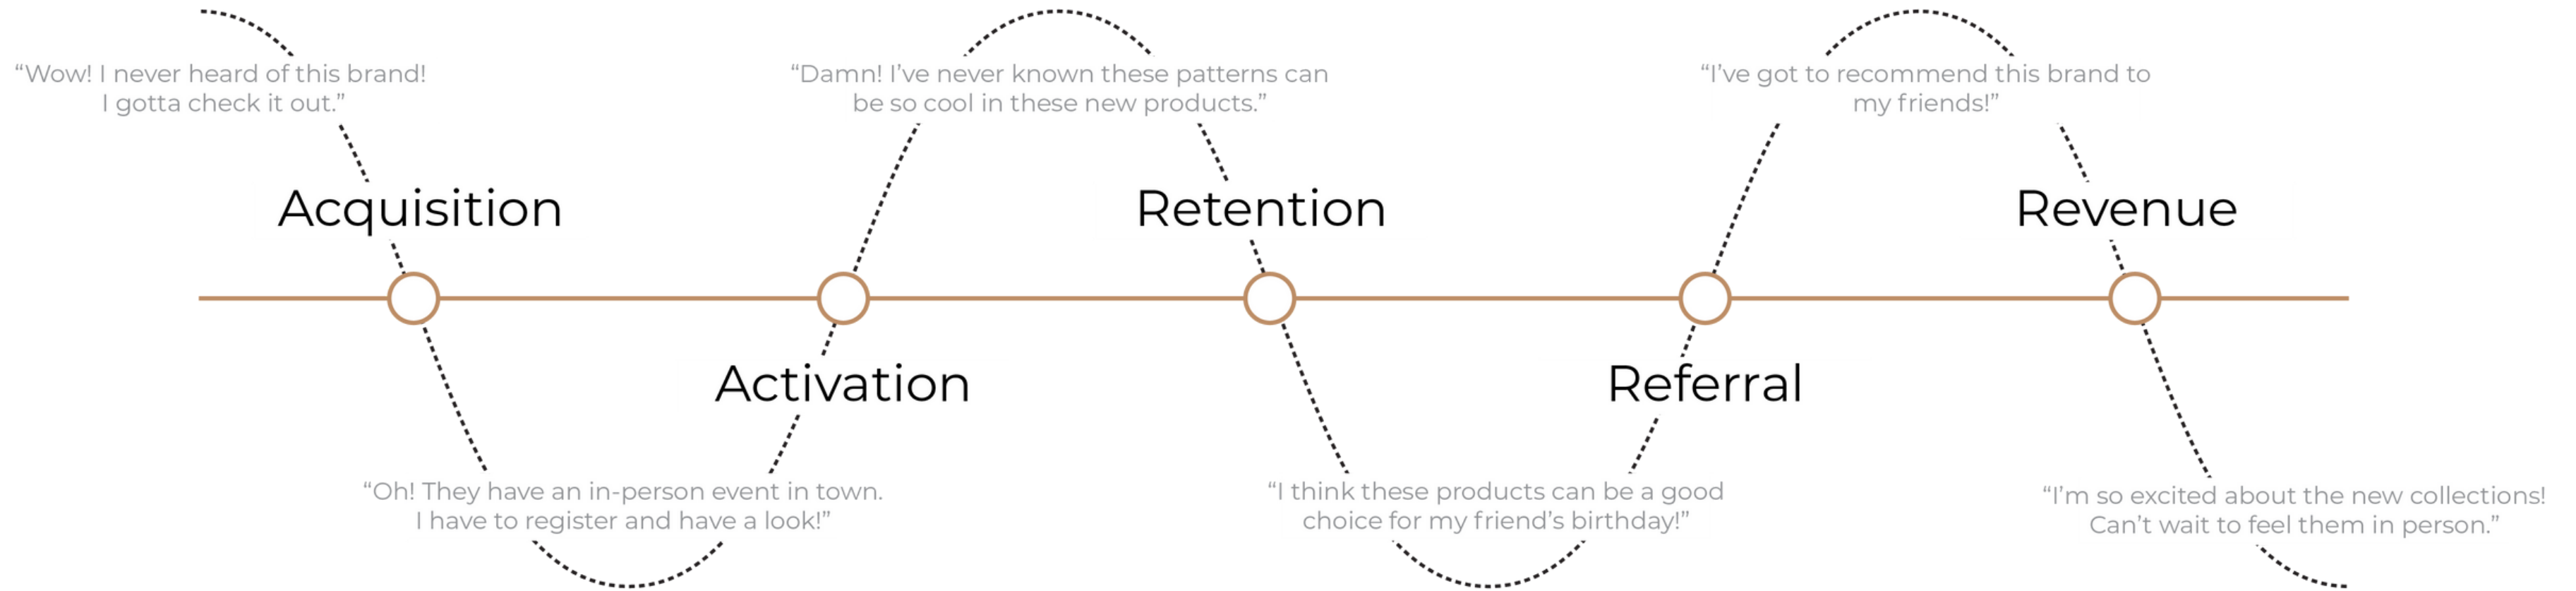 “Wow! I never heard of this brand!
I gotta check it out.”
“Damn! I’ve never known these patterns can
be so cool in these new products.”
“I’ve got to recommend this brand to
my friends!”
Acquisition
Retention
Revenue
Activation
Referral
“Oh! They have an in-person event in town.
I have to register and have a look!”
“I think these products can be a good
choice for my friend’s birthday!”
“I’m so excited about the new collections!
Can’t wait to feel them in person.”